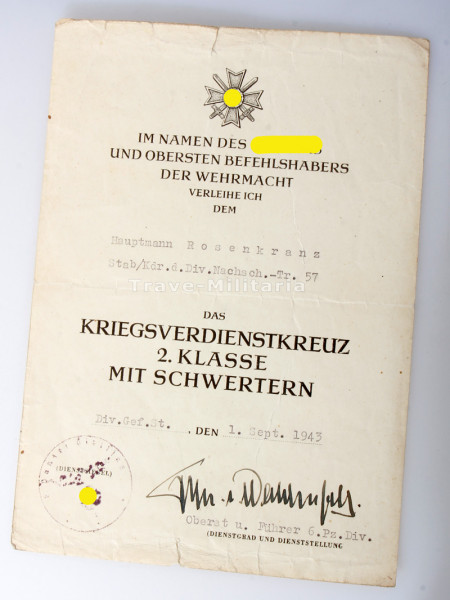 IM NAMEN DES
UND OBERSTEN BEFEHLSHABERS
DER WEHRMACHT
VERLEIHE ICH
DEM
Hauptmann Rosenkranz
Stab/Kdr.d.Div.Nachsch.-Tr. 57
Trave-Militaria
DAS
KRIEGSVERDIENSTKREUZ
2. KLASSE
MIT SCHWERTERN
Div.Gef.St. , DEN 1. Sept. 1943
(DIENSTSIEGEL)
Oberst u. Führer 6.Pz.Div.
(DIENSTGRAD UND DIENSTSTELLUNG